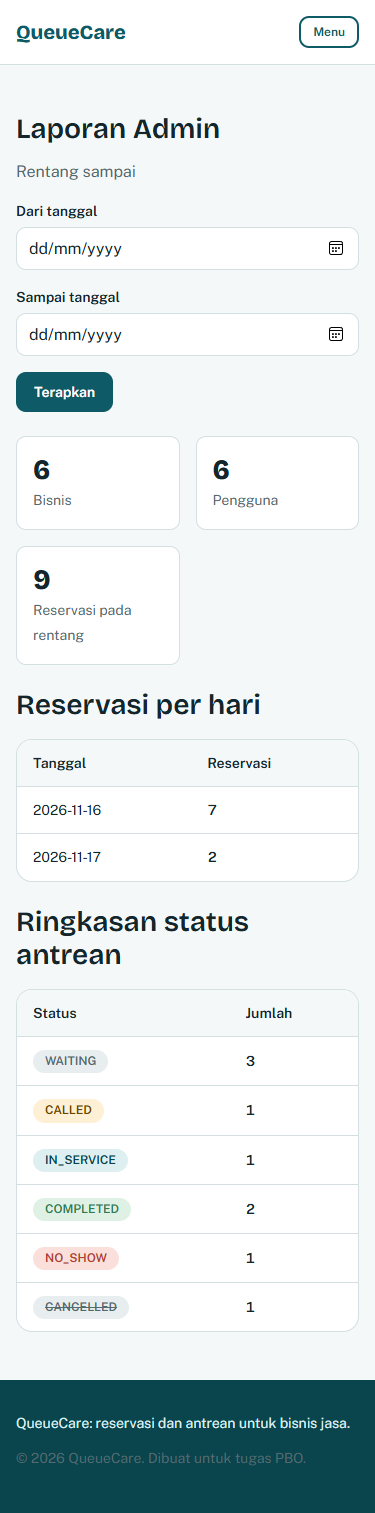 QueueCare
Menu
Laporan Admin
Rentang sampai
Dari tanggal
dd/mm/yyyy
Sampai tanggal
dd/mm/yyyy
Terapkan
6
Bisnis
6
Pengguna
9
Reservasi pada
rentang
Reservasi per hari
Tanggal Reservasi
2026-11-16 7
2026-11-17 2
Ringkasan status
antrean
Status Jumlah
WAITING 3
CALLED 1
IN_SERVICE 1
COMPLETED 2
NO_SHOW 1
CANCELLED 1
QueueCare: reservasi dan antrean untuk bisnis jasa.
© 2026 QueueCare. Dibuat untuk tugas PBO.